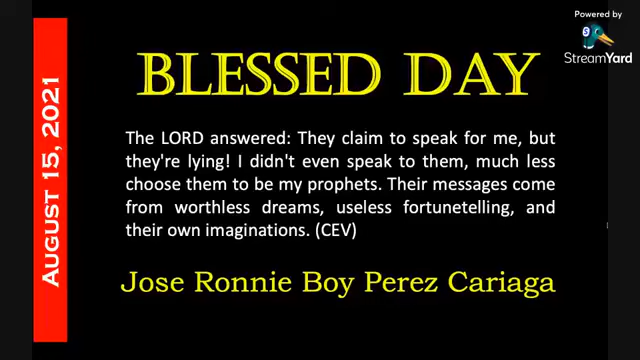 Powered by
StreamYard
AUGUST 15, 2021
BLESSED DAY
The LORD answered: They claim to speak for me, but
they're lying! I didn't even speak to them, much less
choose them to be my prophets. Their messages come
from worthless dreams, useless fortunetelling, and
their own imaginations. (CEV)
Jose Ronnie Boy Perez Cariaga